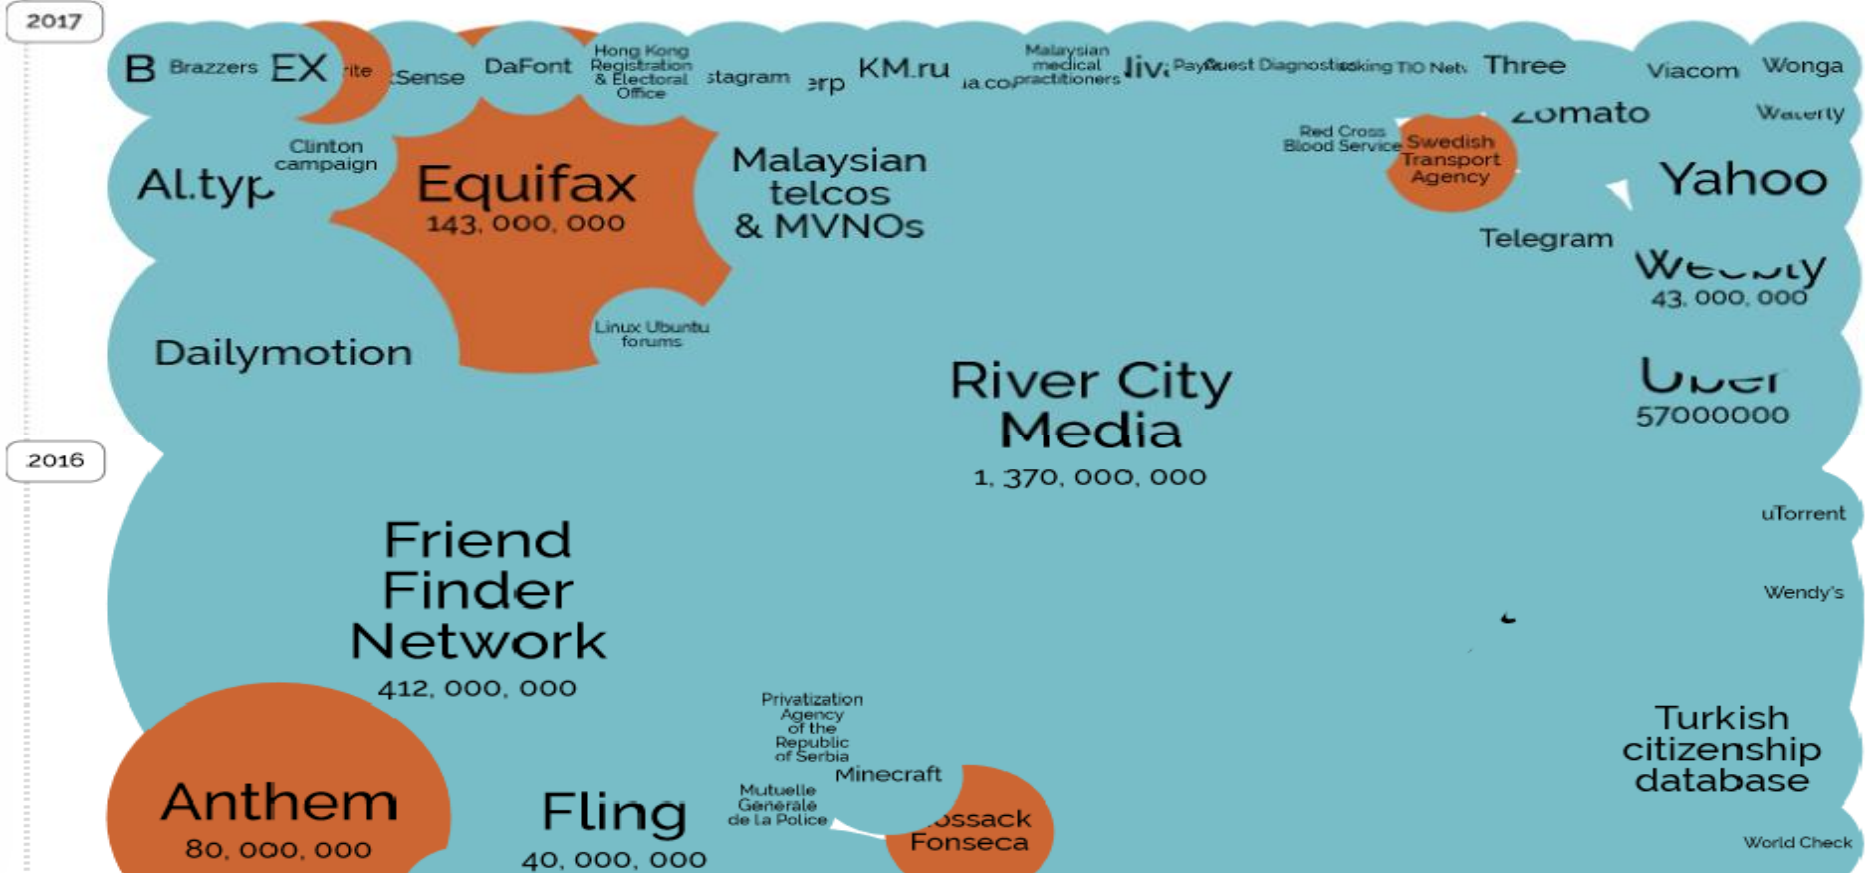 2017
B
Brazzers
EX
DaFont
Hong Kong
Registration
& Electoral
Office
KM.ru
Malaysian
medical
practitioners
Three
Viacom
Wonga
Clinton
campaign
Equifax
143, 000, 000
Malaysian
telcos
& MVNOs
Red Cross
Blood Service
Swedish
Transport
Agency
Yahoo
Telegram
43, 000, 000
Linux Ubuntu
forums
Dailymotion
River City
Media
1, 370, 000, 000
Uber
57000000
2016
uTorrent
Friend
Finder
Network
412, 000, 000
Wendy's
Privatization
Agency
of the
Republic
of Serbia
Minecraft
Turkish
citizenship
database
Anthem
80, 000, 000
Fling
40, 000, 000
Mutuelle
Générale
de la Police
Fonseca
World Check